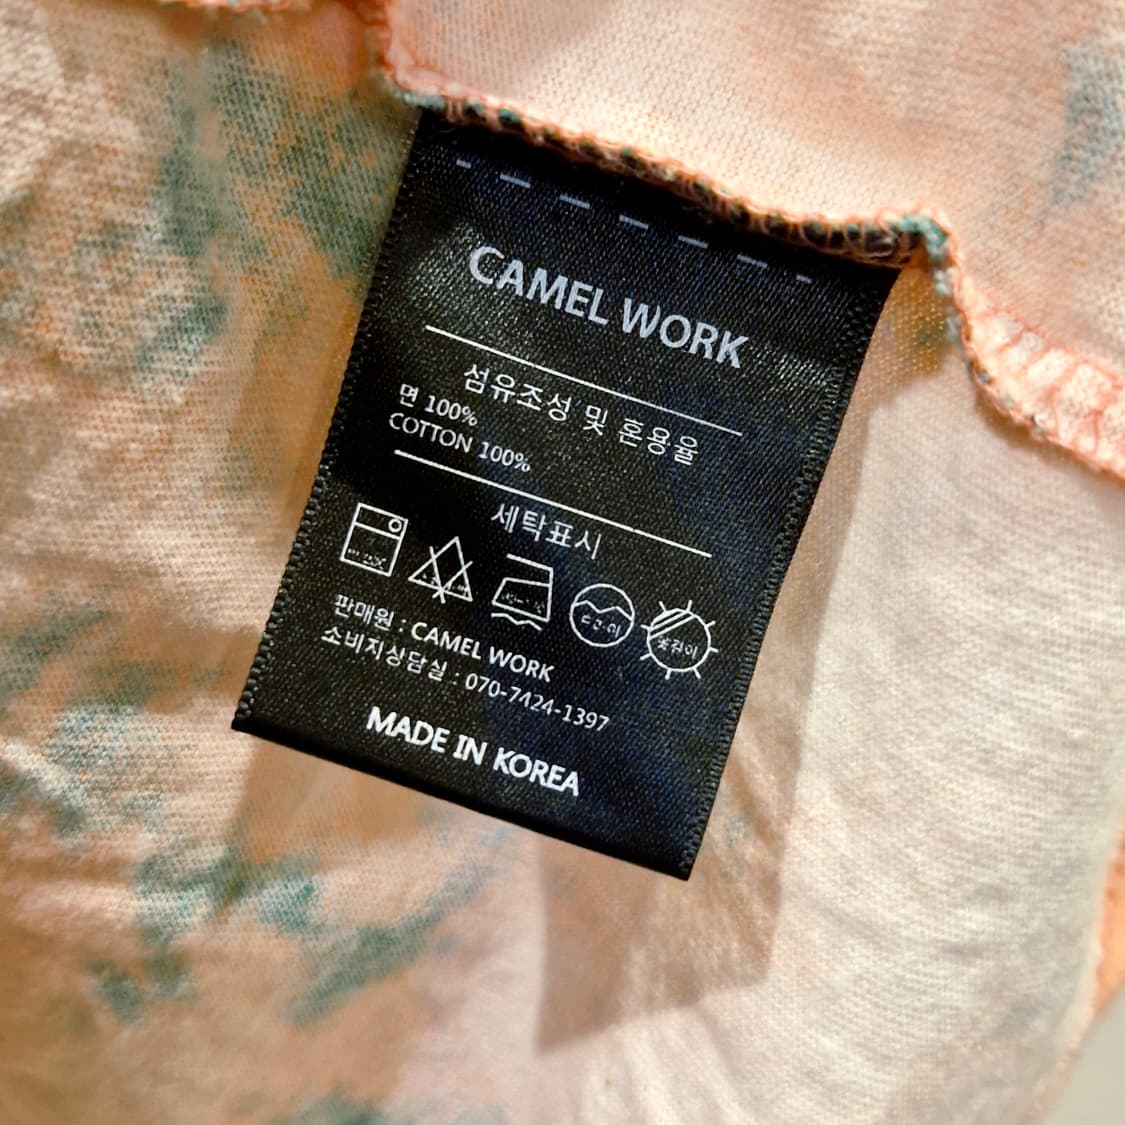 CAMEL WORK
섬유조성 및 혼용율
면 100%
COTTON 100%
세탁표시
판매원 : CAMEL WORK
소비지상담실 : 070-7424-1397
MADE IN KOREA